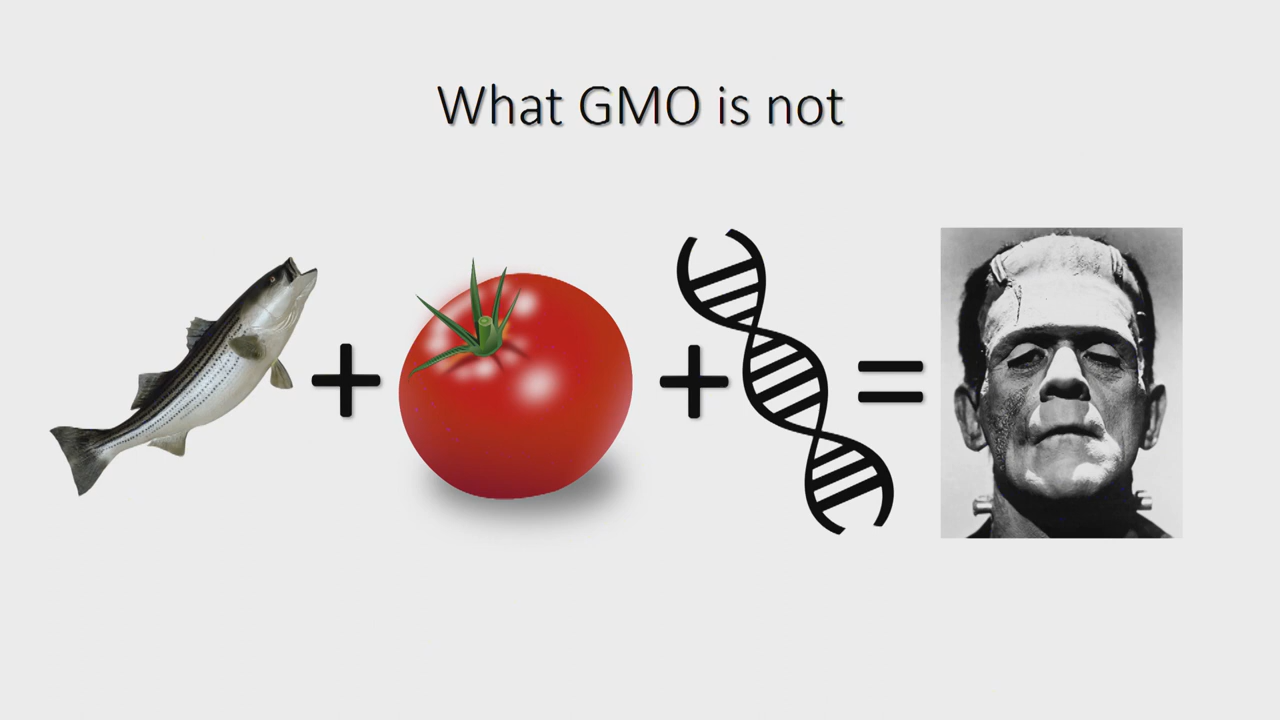 What GMO is not
+ + =